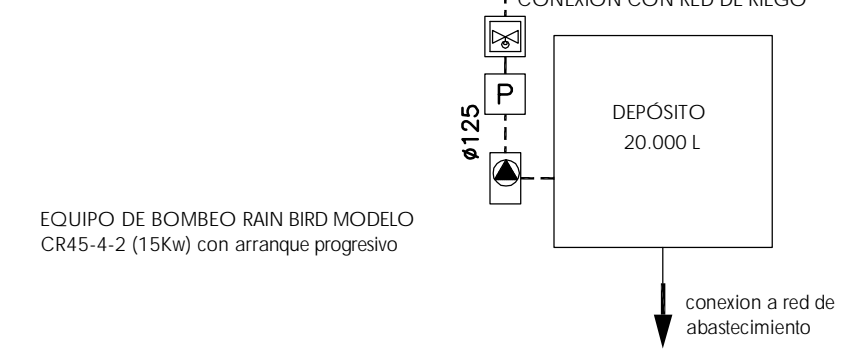 CONEXION CON RED DE RIEGO
P
ø125
DEPÓSITO
20.000 L
EQUIPO DE BOMBEO RAIN BIRD MODELO
CR45-4-2 (15Kw) con arranque progresivo
conexion a red de
abastecimiento